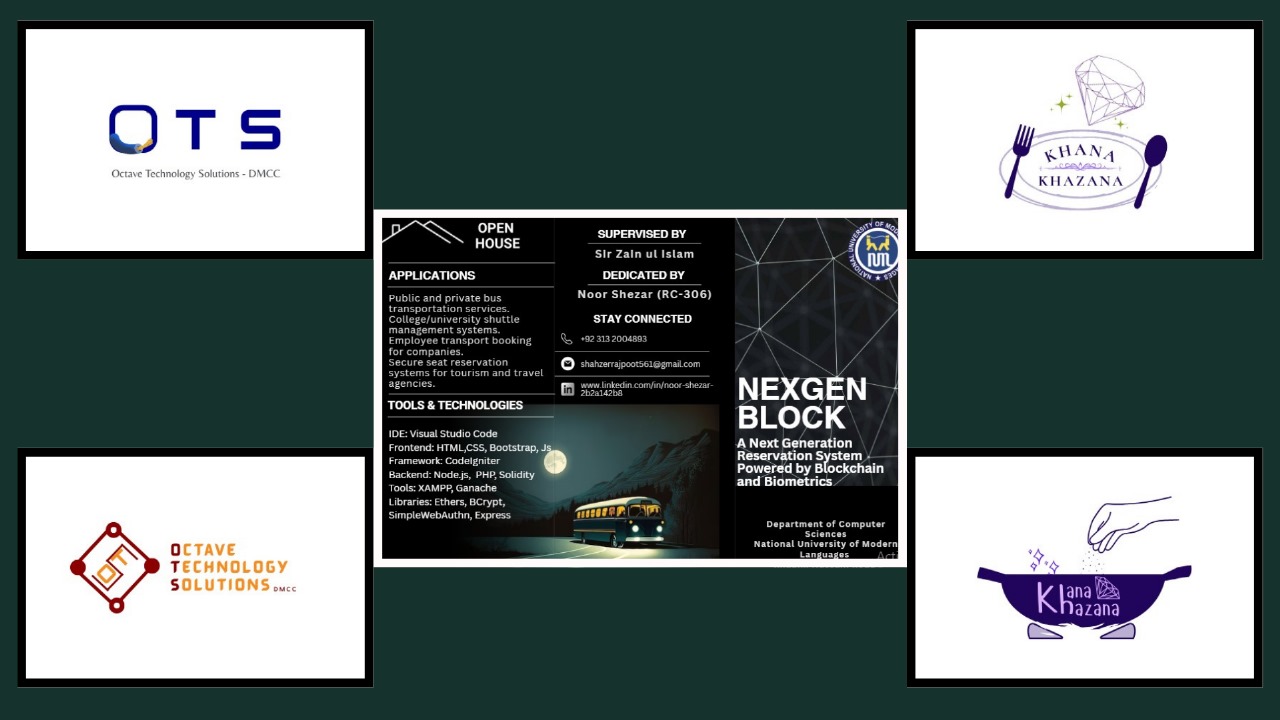 OTS
Octave Technology Solutions - DMCC
KHANA
KHAZANA
OPEN
HOUSE
APPLICATIONS
Public and private bus
transportation services.
College/university shuttle
management systems.
Employee transport booking
for companies.
Secure seat reservation
systems for tourism and travel
agencies.
TOOLS & TECHNOLOGIES
IDE: Visual Studio Code
Frontend: HTML,CSS, Bootstrap, Js
Framework: CodeIgniter
Backend: Node.js, PHP, Solidity
Tools: XAMPP, Ganache
Libraries: Ethers, BCrypt,
SimpleWebAuthn, Express
SUPERVISED BY
Sir Zain ul Islam
DEDICATED BY
Noor Shezar (RC-306)
STAY CONNECTED
+92 313 2004893
shahzerrajpoot561@gmail.com
www.linkedin.com/in/noor-shezar-
2b2a142b8
NEXGEN
BLOCK
A Next Generation
Reservation System
Powered by Blockchain
and Biometrics
Department of Computer
Sciences
National University of Modern
Languages
OCTAVE
TECHNOLOGY
SOLUTIONS DMCC
Khana
Khazana